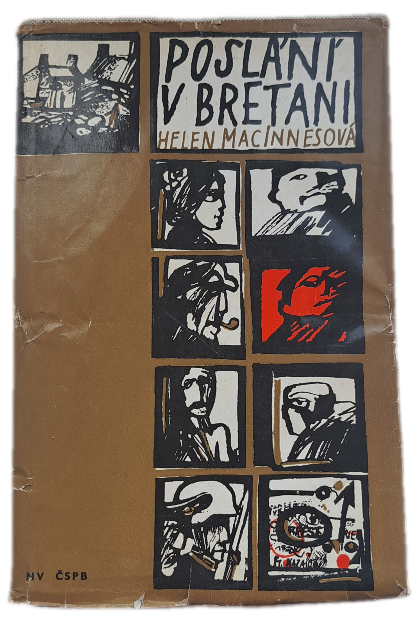 POSLÁNÍ
V BRETANI
HELEN MACINNESOVÁ
NV ČSPB